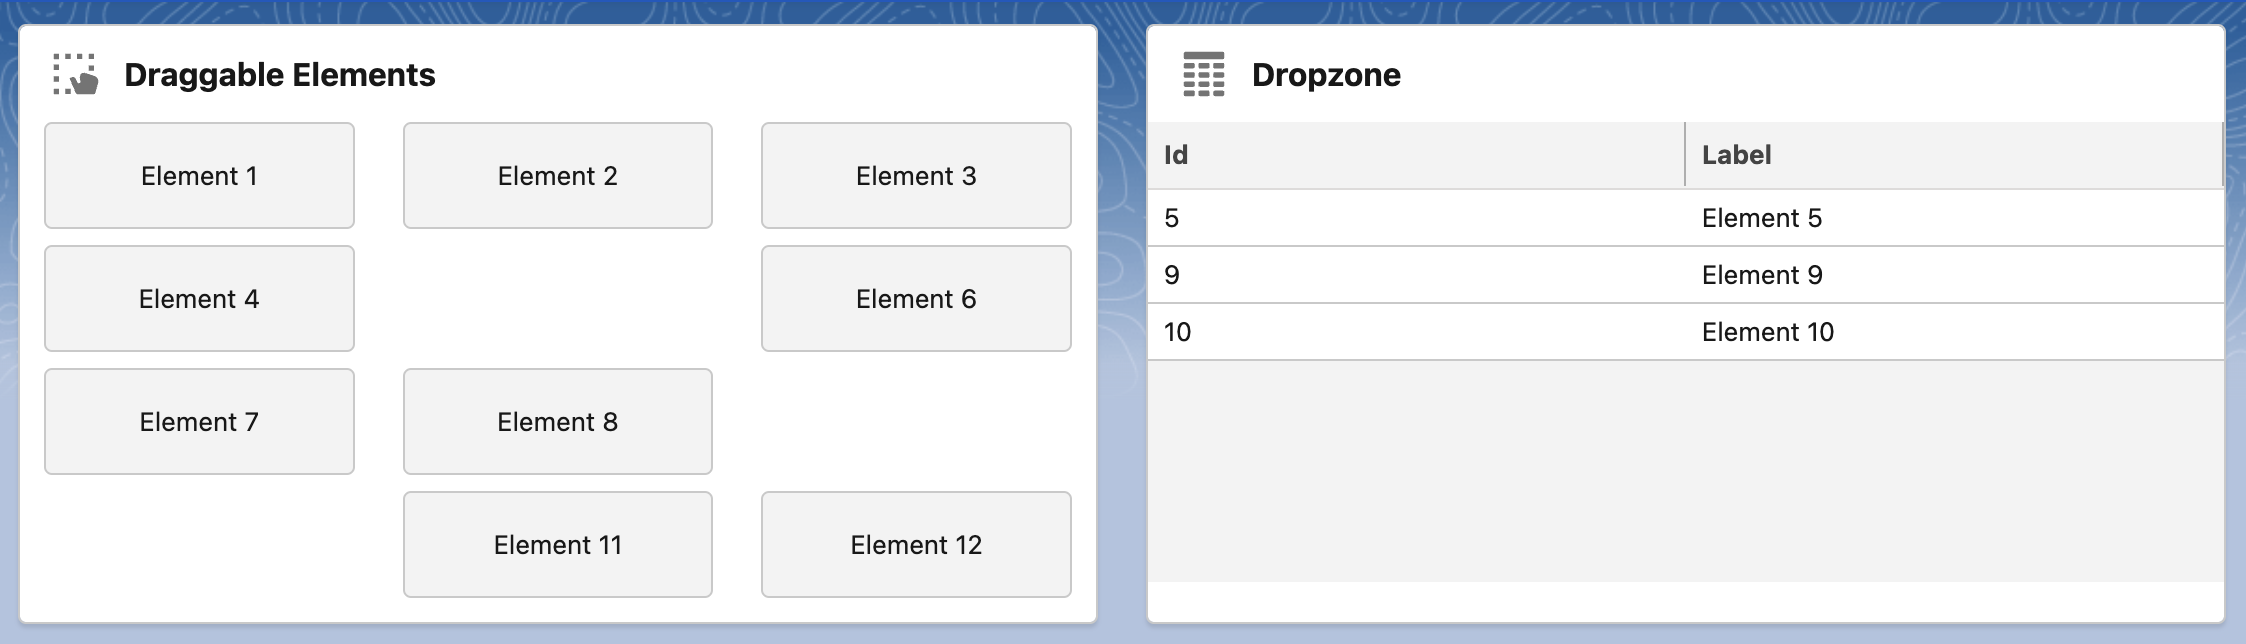 Draggable Elements
Element 1
Element 2
Element 3
Element 4
Element 6
Element 7
Element 8
Element 11
Element 12
Dropzone
Id Label
5 Element 5
9 Element 9
10 Element 10